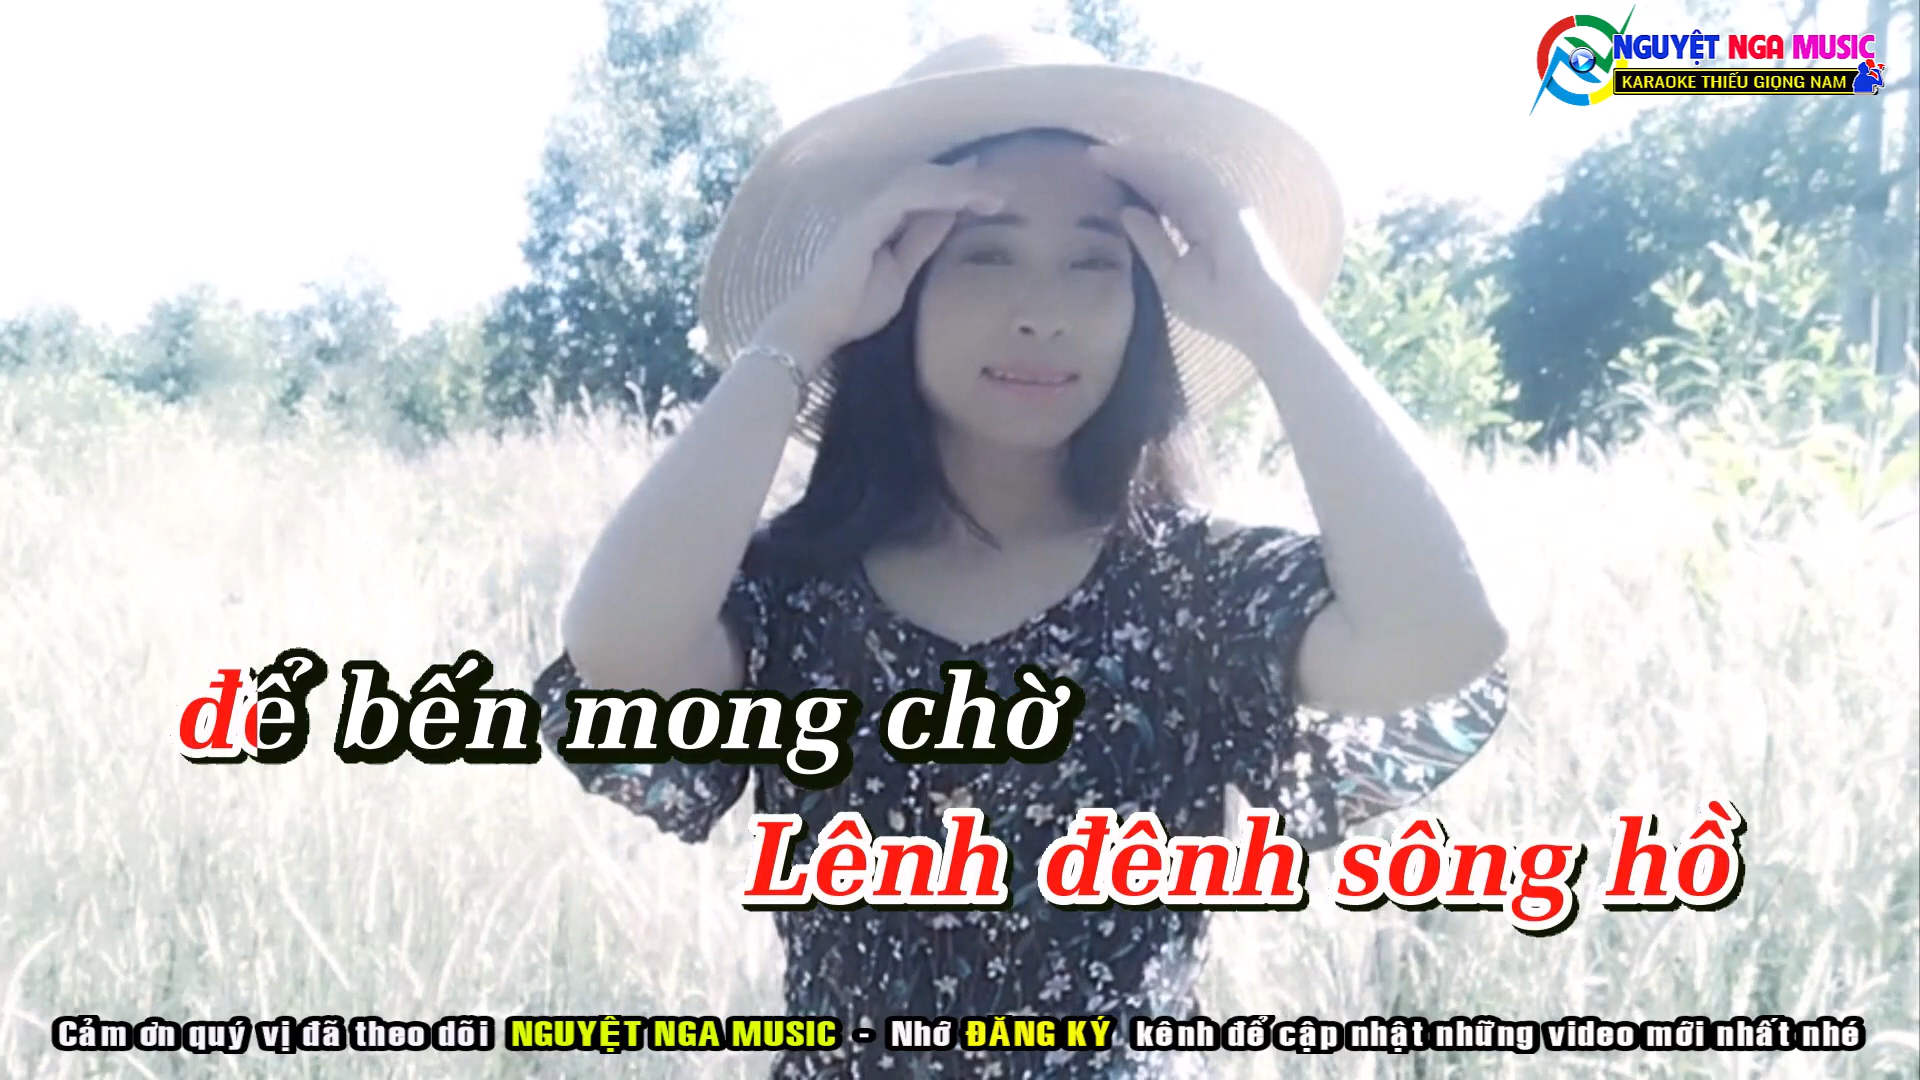 NGUYỆT NGA MUSIC
KARAOKE THIẾU GIỌNG NAM
để bến mong chờ
Lênh đênh sông hồ
Cảm ơn quý vị đã theo dõi NGUYỆT NGA MUSIC - Nhớ ĐĂNG KÝ kênh để cập nhật những video mới nhất nhé